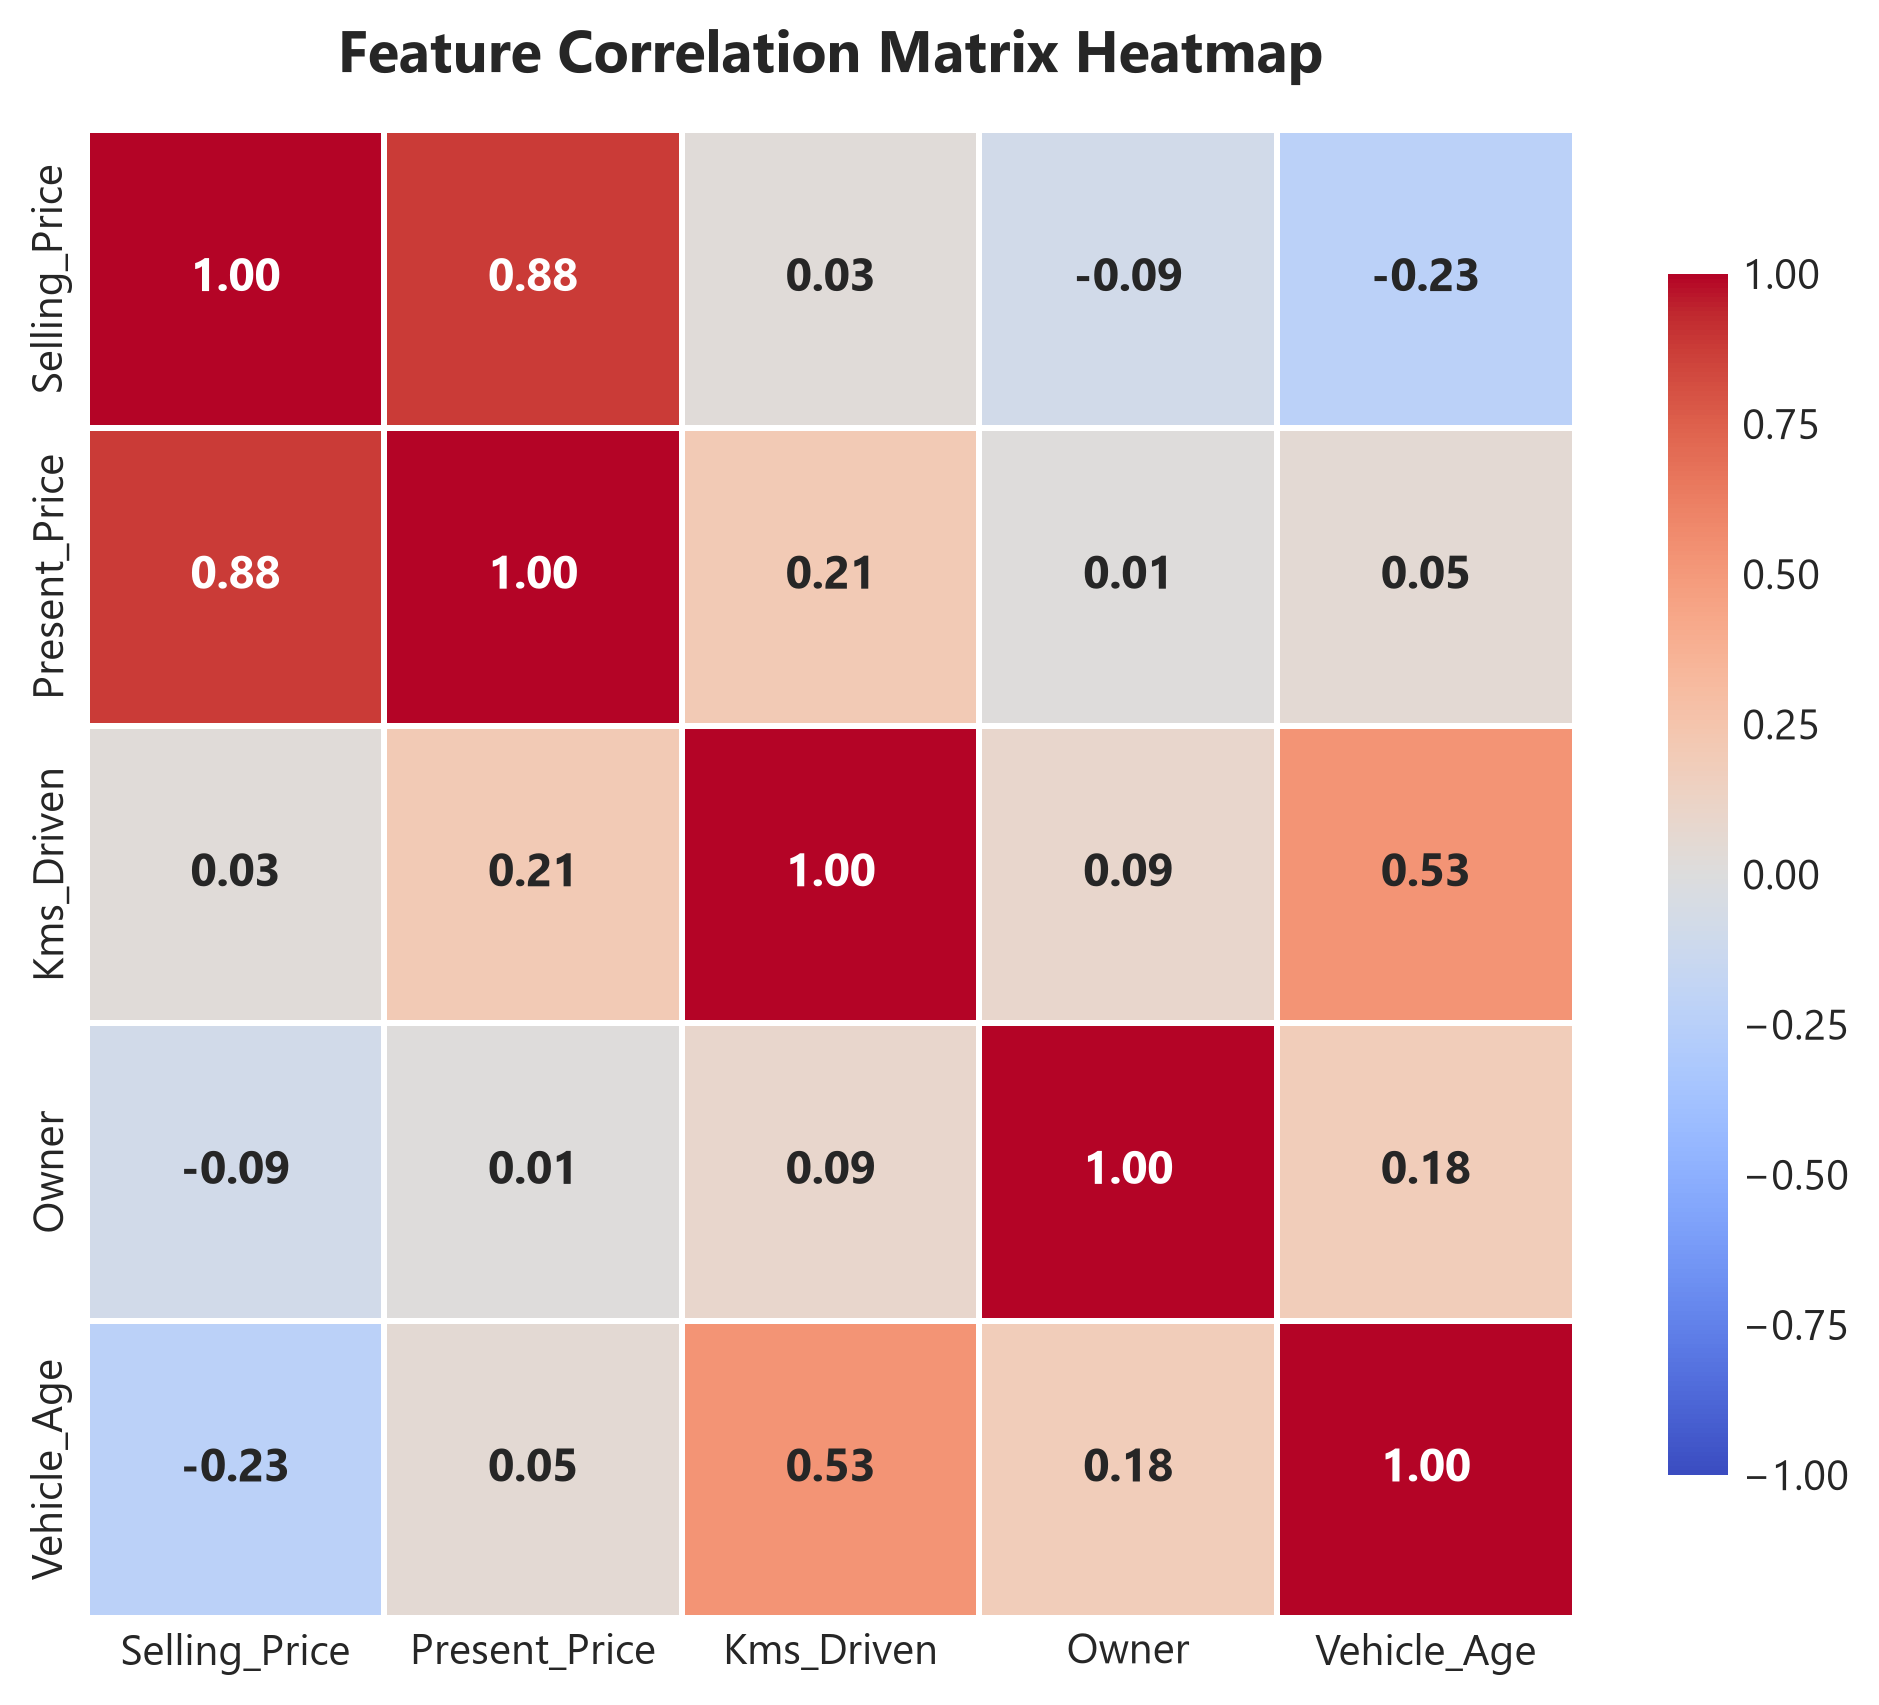 Feature Correlation Matrix Heatmap
Selling_Price 1.00 0.88 0.03 -0.09 -0.23
Present_Price 0.88 1.00 0.21 0.01 0.05
Kms_Driven 0.03 0.21 1.00 0.09 0.53
Owner -0.09 0.01 0.09 1.00 0.18
Vehicle_Age -0.23 0.05 0.53 0.18 1.00
Selling_Price Present_Price Kms_Driven Owner Vehicle_Age
1.00
0.75
0.50
0.25
0.00
−0.25
−0.50
−0.75
−1.00